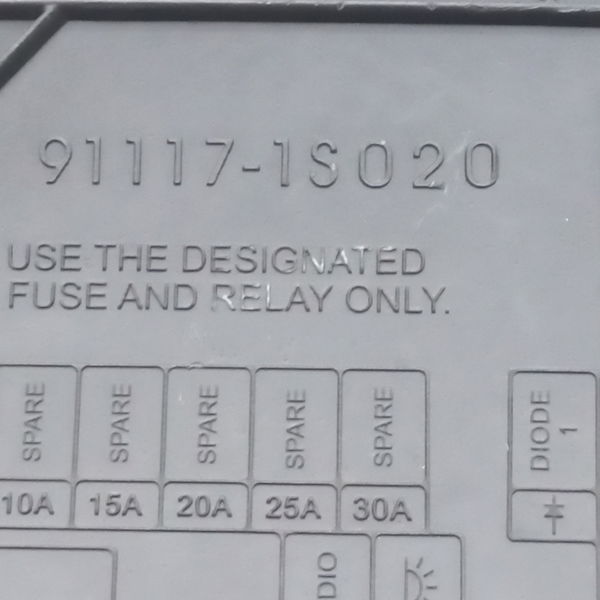 91117-1S020
USE THE DESIGNATED
FUSE AND RELAY ONLY.
SPARE SPARE SPARE SPARE SPARE DIODE 1
10A 15A 20A 25A 30A
DIO